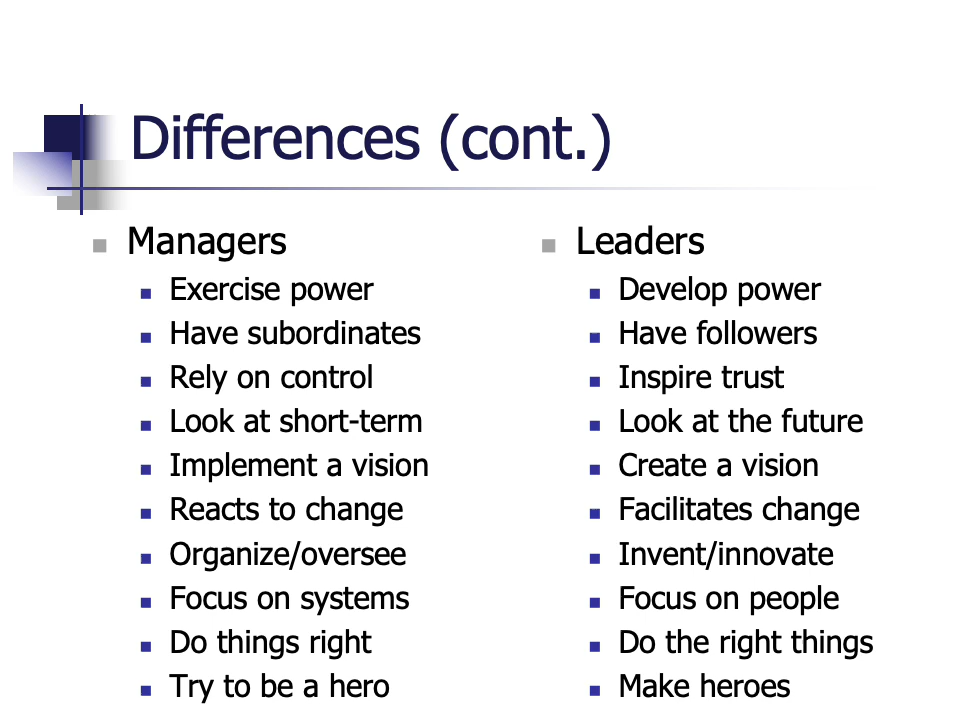 Differences (cont.)
Managers
Exercise power
Have subordinates
Rely on control
Look at short-term
Implement a vision
Reacts to change
Organize/oversee
Focus on systems
Do things right
Try to be a hero
Leaders
Develop power
Have followers
Inspire trust
Look at the future
Create a vision
Facilitates change
Invent/innovate
Focus on people
Do the right things
Make heroes